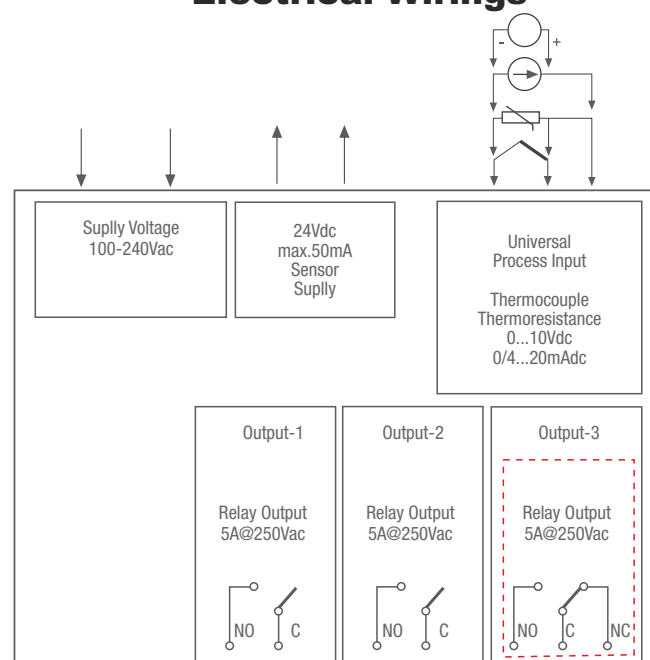 Electrical Wirings
- +
Suplly Voltage
100-240Vac
24Vdc
max.50mA
Sensor
Suplly
Universal
Process Input
Thermocouple
Thermoresistance
0...10Vdc
0/4...20mAdc
Output-1
Relay Output
5A@250Vac
NO C
Output-2
Relay Output
5A@250Vac
NO C
Output-3
Relay Output
5A@250Vac
NO C NC